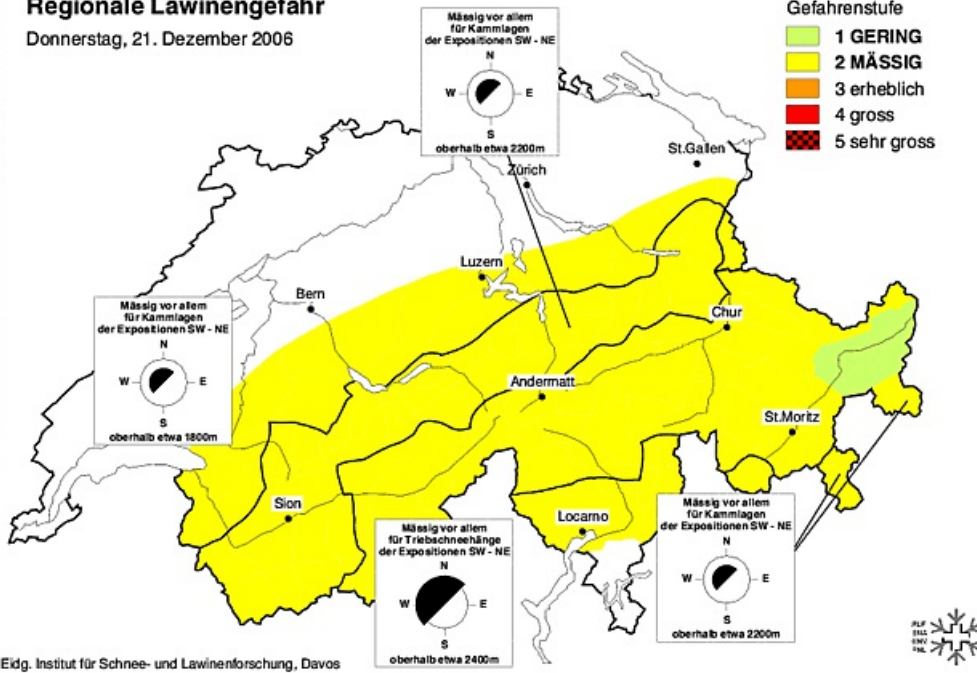 Regionale Lawinengefahr
Donnerstag, 21. Dezember 2006
Gefahrenstufe
1 GERING
2 MÄSSIG
3 erheblich
4 gross
5 sehr gross
Mässig vor allem
für Kammlagen
der Expositionen SW - NE
N
W E
S
oberhalb etwa 2200m
St.Gallen
Zürich
Luzern
Bern
Chur
Mässig vor allem
für Kammlagen
der Expositionen SW - NE
N
W E
S
oberhalb etwa 1800m
Andermatt
St.Moritz
Sion
Locarno
Mässig vor allem
für Triebschneehänge
der Expositionen SW - NE
N
W E
S
oberhalb etwa 2400m
Mässig vor allem
für Kammlagen
der Expositionen SW - NE
N
W E
S
oberhalb etwa 2200m
Eidg. Institut für Schnee- und Lawinenforschung, Davos